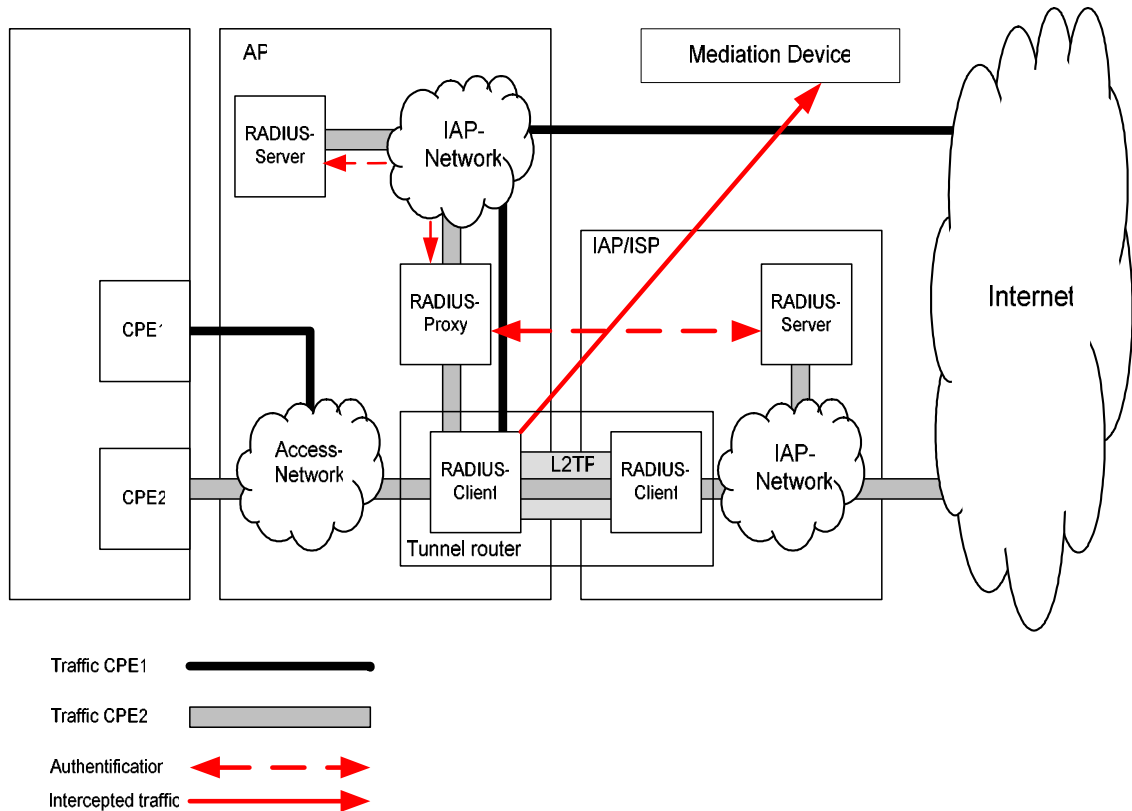 AP
Mediation Device
RADIUS-
Server
IAP-
Network
IAP/ISP
RADIUS-
Proxy
RADIUS-
Server
Internet
CPE1
Access-
Network
RADIUS-
Client
L2TP
RADIUS-
Client
IAP-
Network
CPE2
Tunnel router
Traffic CPE1
Traffic CPE2
Authentification
Intercepted traffic